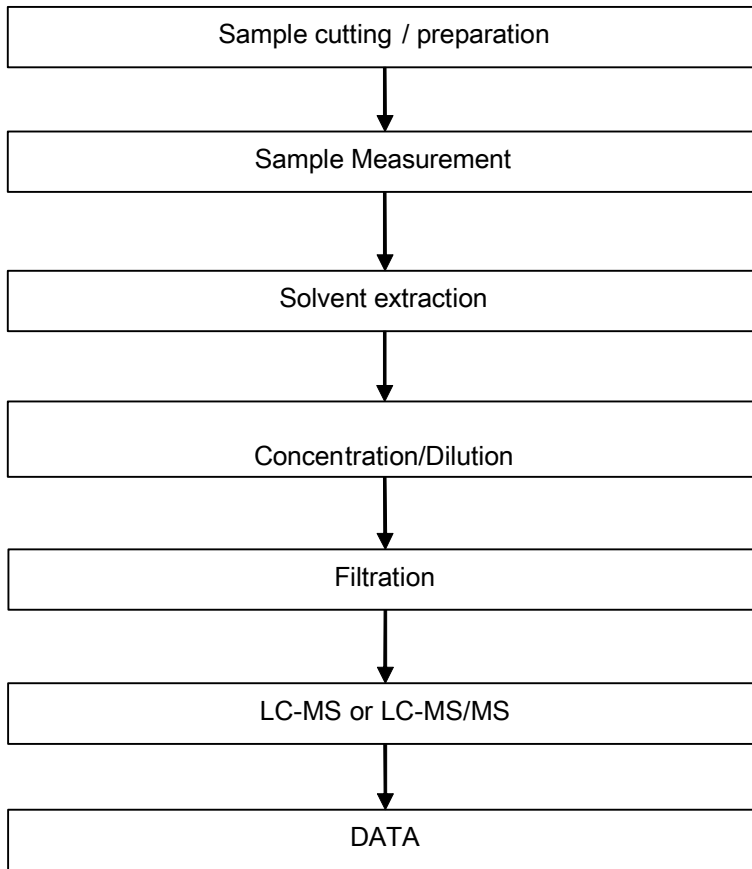 Sample cutting / preparation
Sample Measurement
Solvent extraction
Concentration/Dilution
Filtration
LC-MS or LC-MS/MS
DATA